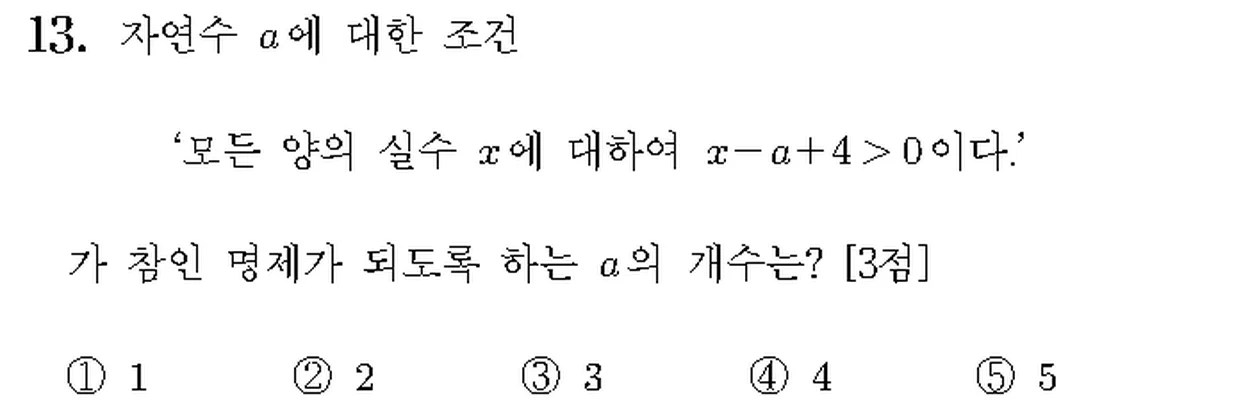 13. 자연수 a에 대한 조건
‘모든 양의 실수 x에 대하여 x-a+4>0이다.’
가 참인 명제가 되도록 하는 a의 개수는? [3점]
① 1 ② 2 ③ 3 ④ 4 ⑤ 5